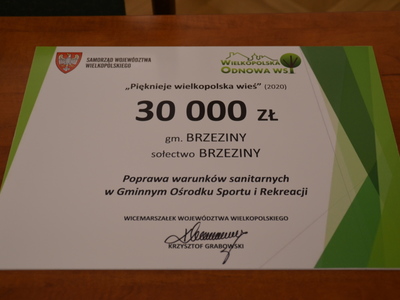 SAMORZĄD WOJEWÓDZTWA
WIELKOPOLSKIEGO
WIELKOPOLSKA
ODNOWA WSI
„Pięknieje wielkopolska wieś” (2020)
30 000 ZŁ
gm. BRZEZINY
sołectwo BRZEZINY
Poprawa warunków sanitarnych
w Gminnym Ośrodku Sportu i Rekreacji
WICEMARSZAŁEK WOJEWÓDZTWA WIELKOPOLSKIEGO
KRZYSZTOF GRABOWSKI